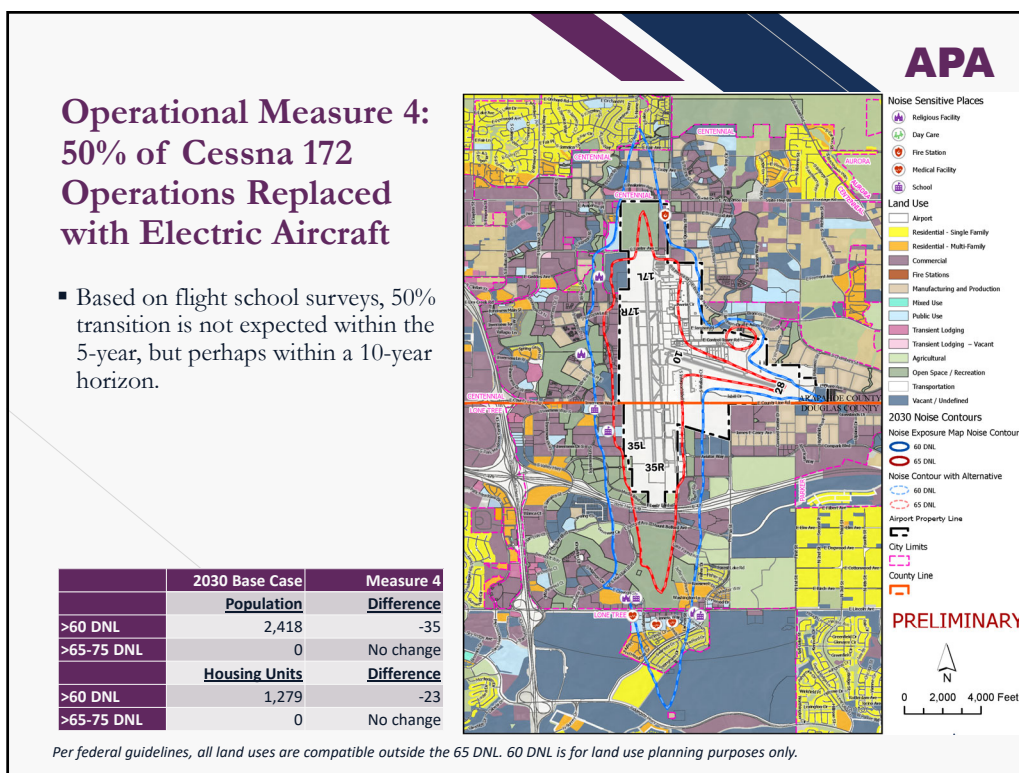 APA
Operational Measure 4:
50% of Cessna 172
Operations Replaced
with Electric Aircraft
▪ Based on flight school surveys, 50%
transition is not expected within the
5-year, but perhaps within a 10-year
horizon.
2030 Base Case Measure 4
Population Difference
>60 DNL 2,418 -35
>65-75 DNL 0 No change
Housing Units Difference
>60 DNL 1,279 -23
>65-75 DNL 0 No change
CENTENNIAL
CENTENNIAL
CENTENNIAL
AURORA
AURORA
CENTENNIAL
17L
17R
10
28
ARAPAHOE COUNTY
DOUGLAS COUNTY
CENTENNIAL
LONE TREE
35L
35R
PARKER
LONE TREE
Noise Sensitive Places
Religious Facility
Day Care
Fire Station
Medical Facility
School
Land Use
Airport
Residential - Single Family
Residential - Multi-Family
Commercial
Fire Stations
Manufacturing and Production
Mixed Use
Public Use
Transient Lodging
Transient Lodging – Vacant
Agricultural
Open Space / Recreation
Transportation
Vacant / Undefined
2030 Noise Contours
Noise Exposure Map Noise Contour
60 DNL
65 DNL
Noise Contour with Alternative
60 DNL
65 DNL
Airport Property Line
City Limits
County Line
PRELIMINARY
N
0 2,000 4,000 Feet
Per federal guidelines, all land uses are compatible outside the 65 DNL. 60 DNL is for land use planning purposes only.